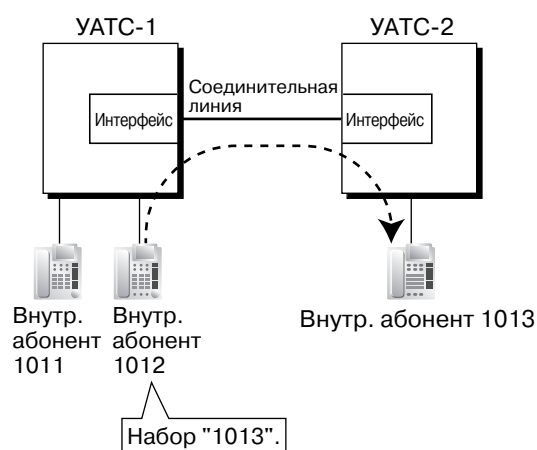 УАТС-1
УАТС-2
Соединительная
линия
Интерфейс
Интерфейс
Внутр.
абонент
1011
Внутр.
абонент
1012
Внутр. абонент 1013
Набор "1013".